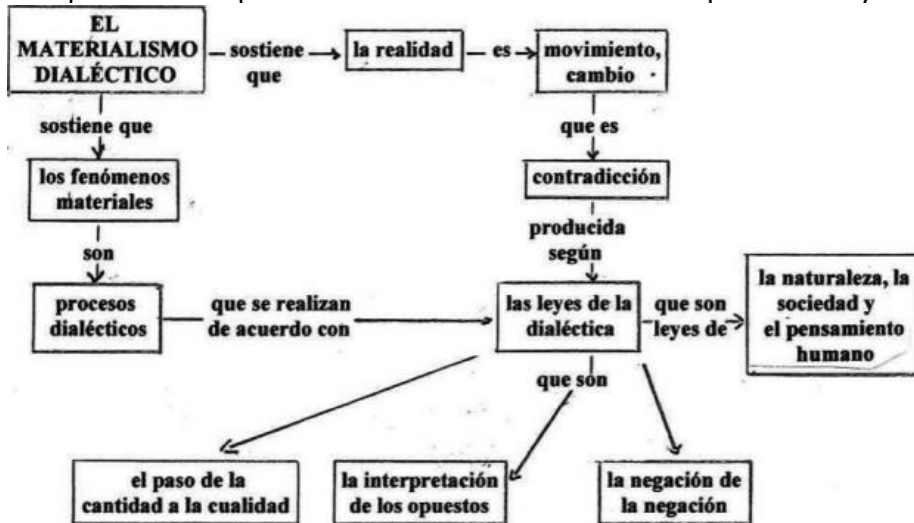 EL
MATERIALISMO
DIALÉCTICO
sostiene
que
la realidad
es
movimiento,
cambio
sostiene que
que es
los fenómenos
materiales
contradicción
producida
según
son
procesos
dialécticos
que se realizan
de acuerdo con
las leyes de la
dialéctica
que son
leyes de
la naturaleza, la
sociedad y
el pensamiento
humano
que són
el paso de la
cantidad a la cualidad
la interpretación
de los opuestos
la negación de
la negación